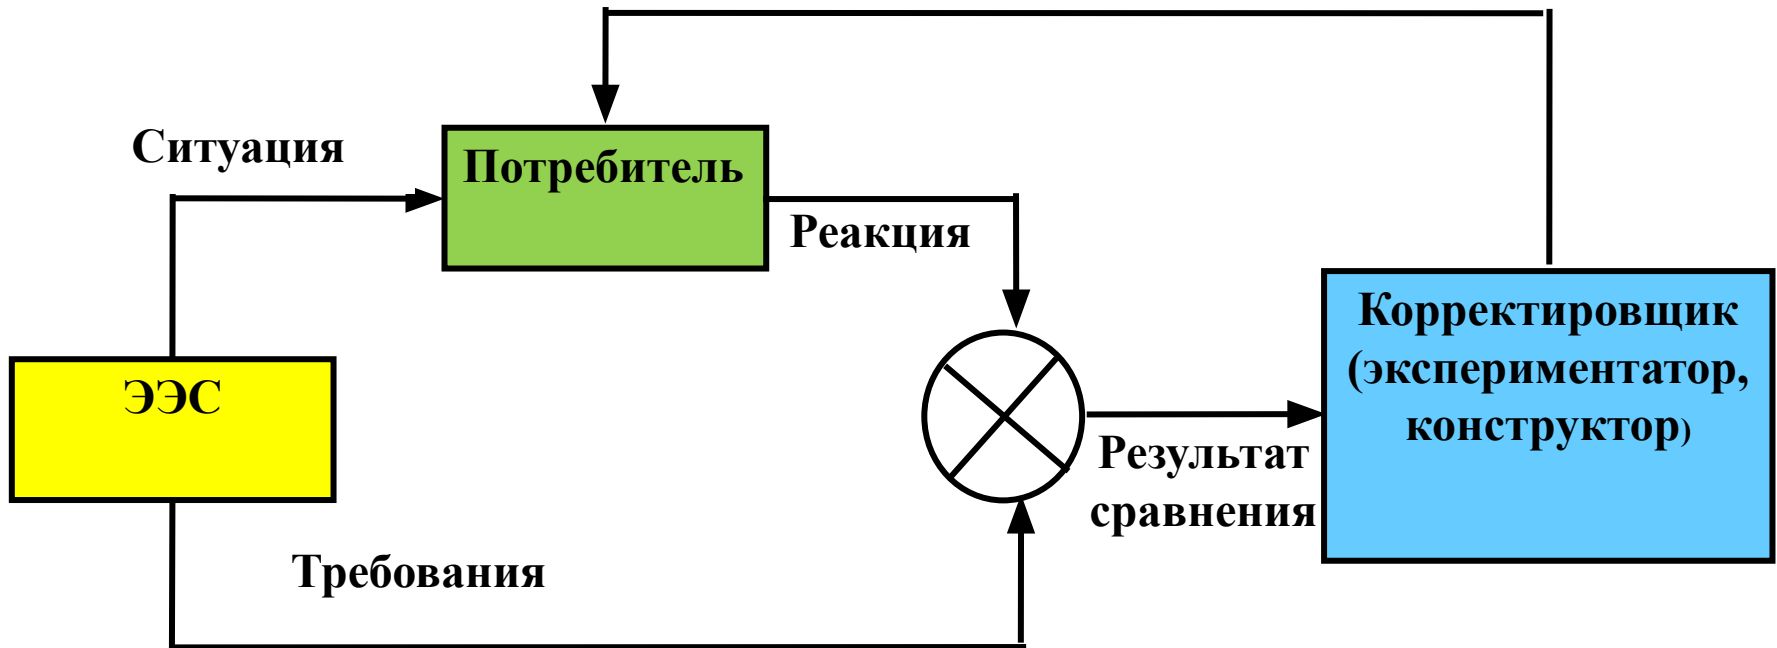 Ситуация
Потребитель
Реакция
Корректировщик
(экспериментатор,
конструктор)
ЭЭС
Результат
сравнения
Требования